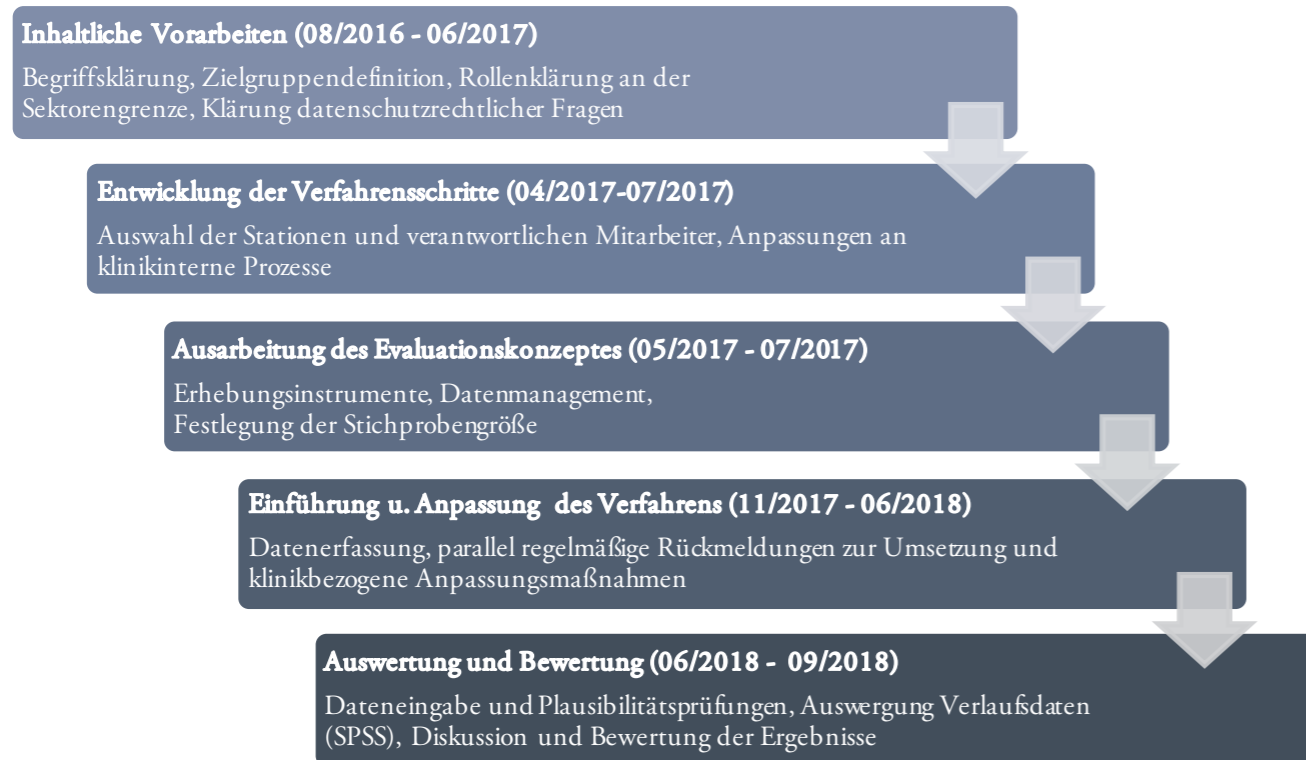 Inhaltliche Vorarbeiten (08/2016 - 06/2017)
Begriffsklärung, Zielgruppendefinition, Rollenklärung an der
Sektorengrenze, Klärung datenschutzrechtlicher Fragen
Entwicklung der Verfahrensschritte (04/2017-07/2017)
Auswahl der Stationen und verantwortlichen Mitarbeiter, Anpassungen an
klinikinterne Prozesse
Ausarbeitung des Evaluationskonzeptes (05/2017 - 07/2017)
Erhebungsinstrumente, Datenmanagement,
Festlegung der Stichprobengröße
Einführung u. Anpassung des Verfahrens (11/2017 - 06/2018)
Datenerfassung, parallel regelmäßige Rückmeldungen zur Umsetzung und
klinikbezogene Anpassungsmaßnahmen
Auswertung und Bewertung (06/2018 - 09/2018)
Dateneingabe und Plausibilitätsprüfungen, Auswergung Verlaufsdaten
(SPSS), Diskussion und Bewertung der Ergebnisse